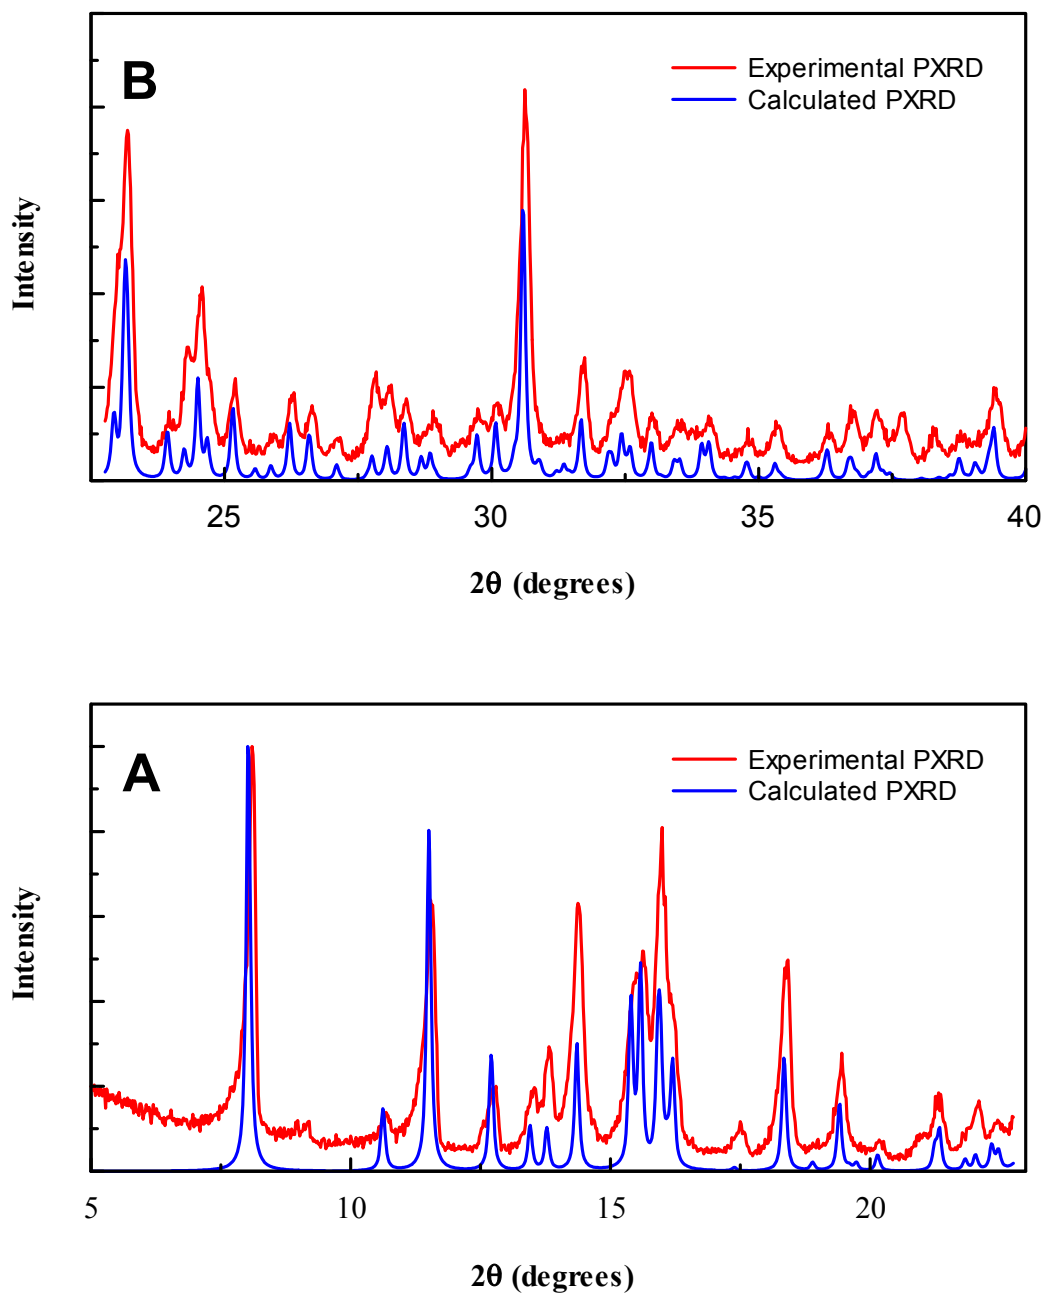 B
Experimental PXRD
Calculated PXRD
Intensity
25 30 35 40
2θ (degrees)
A
Experimental PXRD
Calculated PXRD
Intensity
5 10 15 20
2θ (degrees)